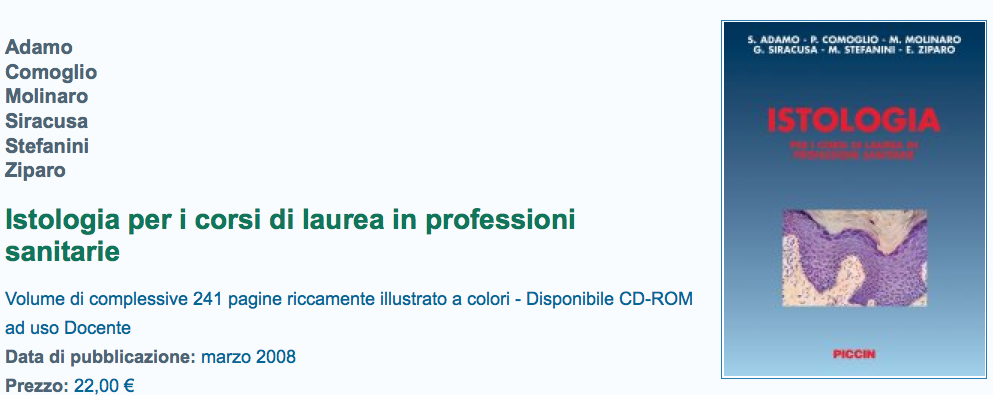 Adamo
Comoglio
Molinaro
Siracusa
Stefanini
Ziparo
Istologia per i corsi di laurea in professioni
sanitarie
Volume di complessive 241 pagine riccamente illustrato a colori - Disponibile CD-ROM
ad uso Docente
Data di pubblicazione: marzo 2008
Prezzo: 22,00 €
S. ADAMO - P. COMOGLIO - M. MOLINARO
G. SIRACUSA - M. STEFANINI - E. ZIPARO
ISTOLOGIA
PER I CORSI DI LAUREA IN
PROFESSIONI SANITARIE
PICCIN